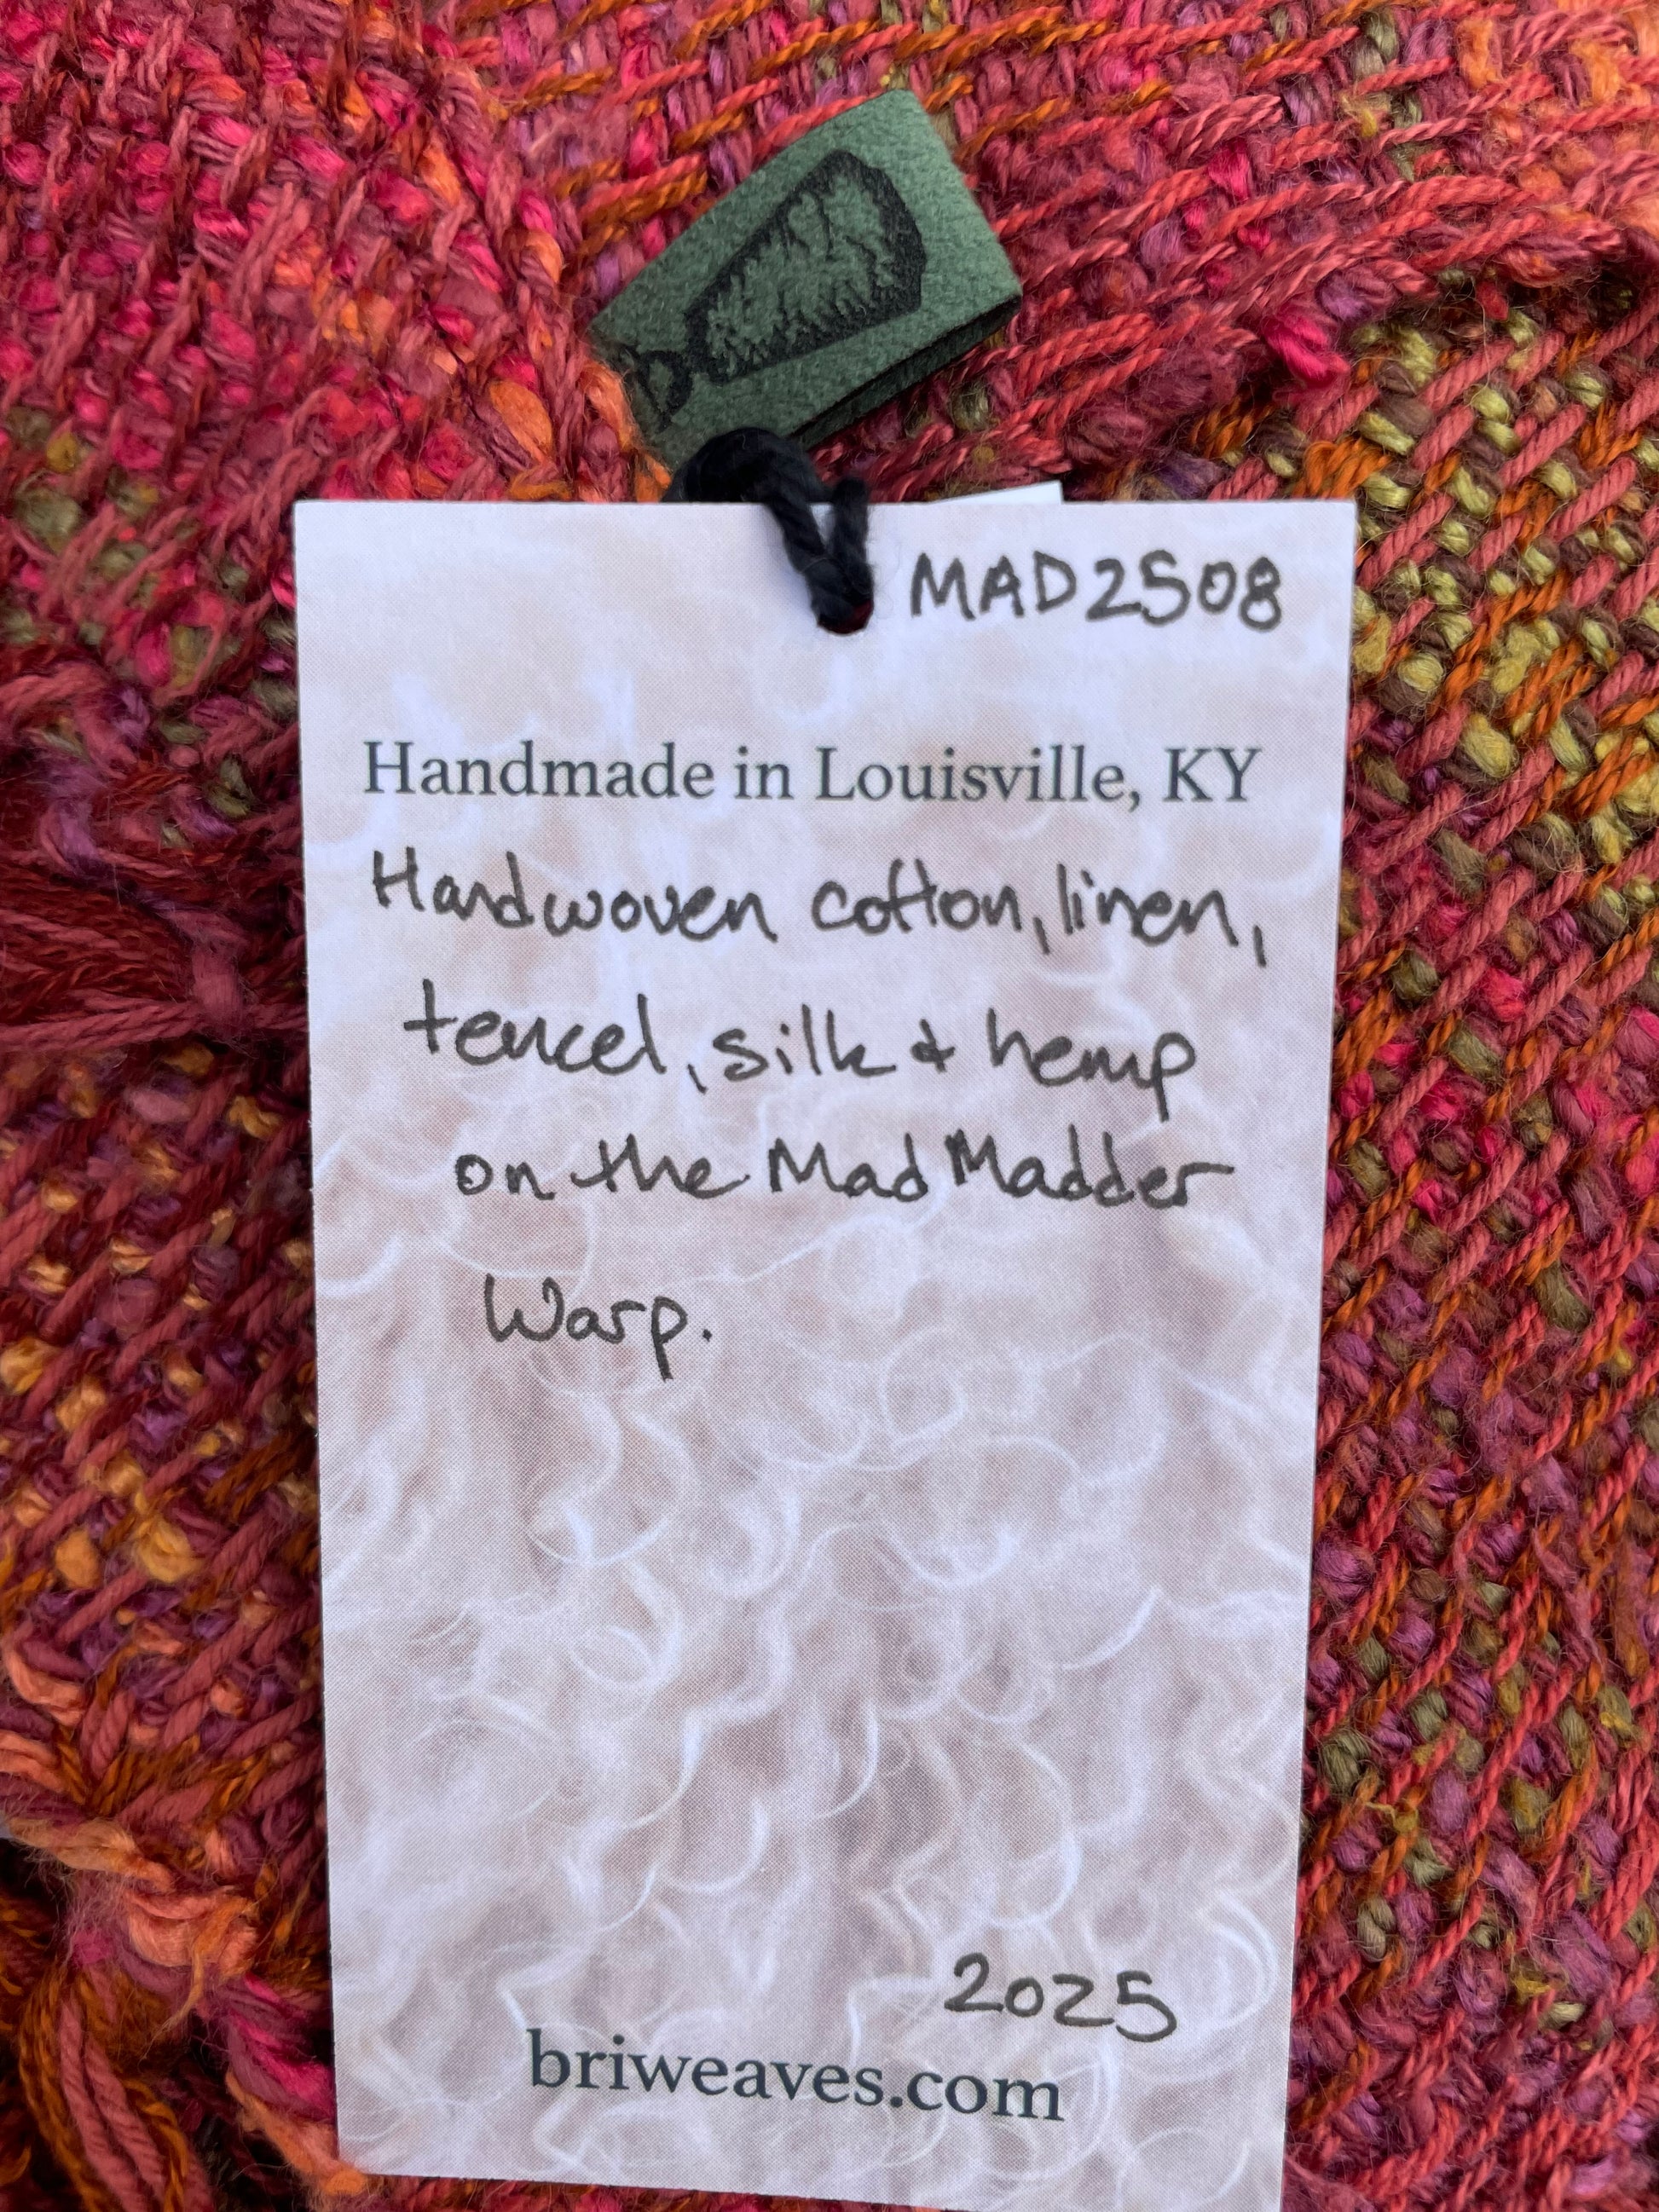 MAD2508
Handmade in Louisville, KY
Handwoven cotton, linen,
tencel, silk & hemp
on the Mad Madder
Warp.
2025
briweaves.com